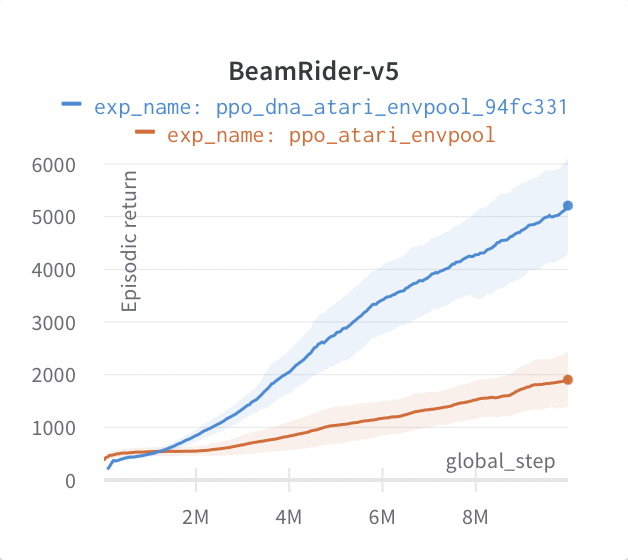 BeamRider-v5
exp_name: ppo_dna_atari_envpool_94fc331
exp_name: ppo_atari_envpool
6000
5000
4000
3000
2000
1000
0
Episodic return
global_step
2M
4M
6M
8M